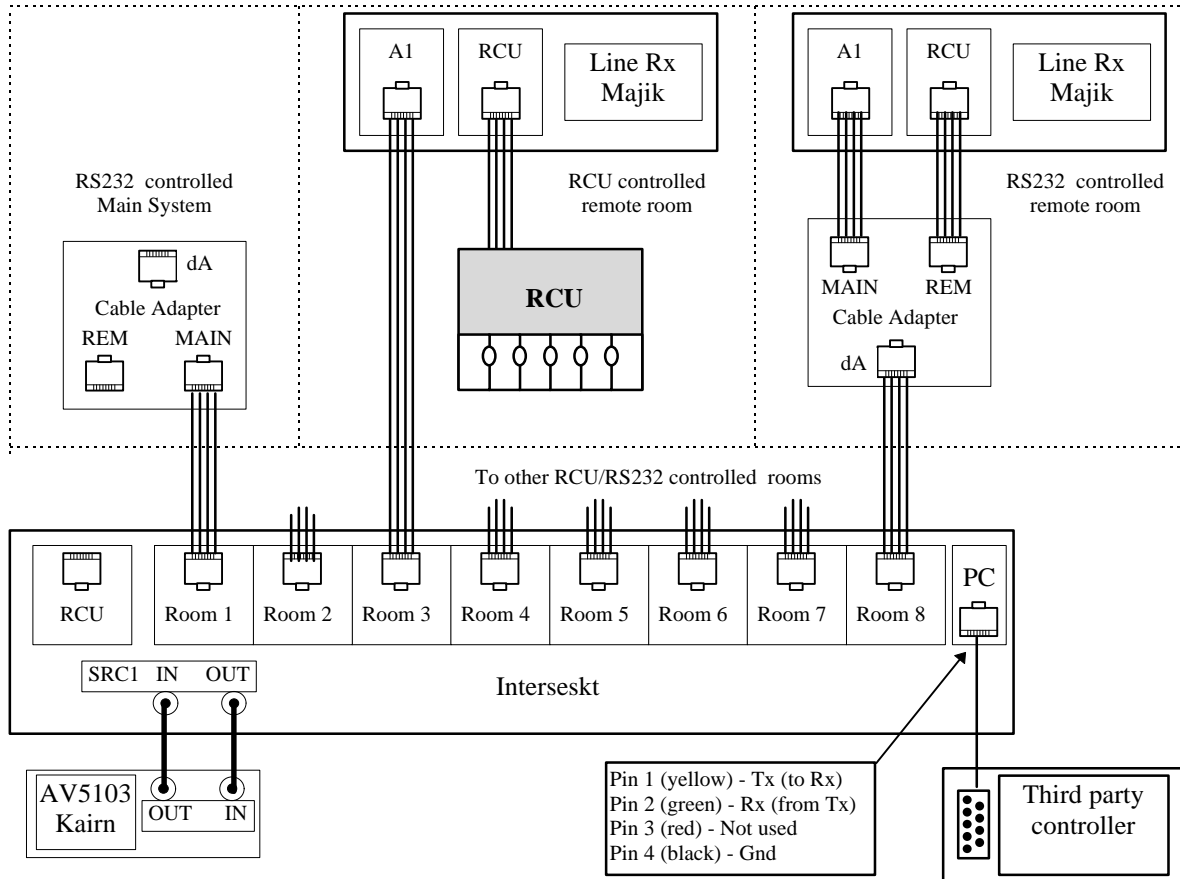 A1
RCU
Line Rx
Majik
A1
RCU
Line Rx
Majik
RS232 controlled
Main System
RCU controlled
remote room
RS232 controlled
remote room
dA
Cable Adapter
REM MAIN
RCU
MAIN REM
Cable Adapter
dA
To other RCU/RS232 controlled rooms
RCU
Room 1
Room 2
Room 3
Room 4
Room 5
Room 6
Room 7
Room 8
PC
SRC1 IN OUT
Interseskt
AV5103
Kairn
OUT IN
Pin 1 (yellow) - Tx (to Rx)
Pin 2 (green) - Rx (from Tx)
Pin 3 (red) - Not used
Pin 4 (black) - Gnd
Third party
controller